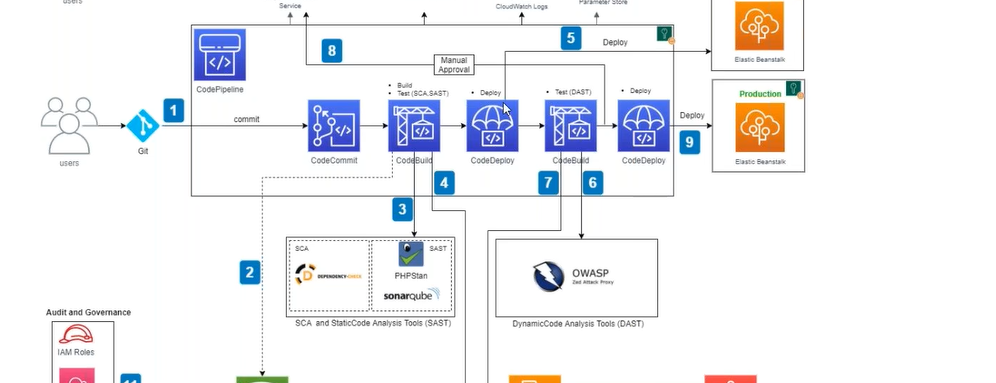 users
Service
CloudWatch Logs
Parameter Store
8
5
Deploy
Manual
Approval
Elastic Beanstalk
CodePipeline
Build
Test (SCA,SAST)
Deploy
Test (DAST)
Deploy
Production
1
commit
Deploy
users
Git
CodeCommit
CodeBuild
CodeDeploy
CodeBuild
CodeDeploy
9
Elastic Beanstalk
4
7
6
3
2
SCA
SAST
DEPENDENCY-CHECK
PHPStan
sonarqube
OWASP
Zed Attack Proxy
SCA and StaticCode Analysis Tools (SAST)
DynamicCode Analysis Tools (DAST)
Audit and Governance
IAM Roles
11